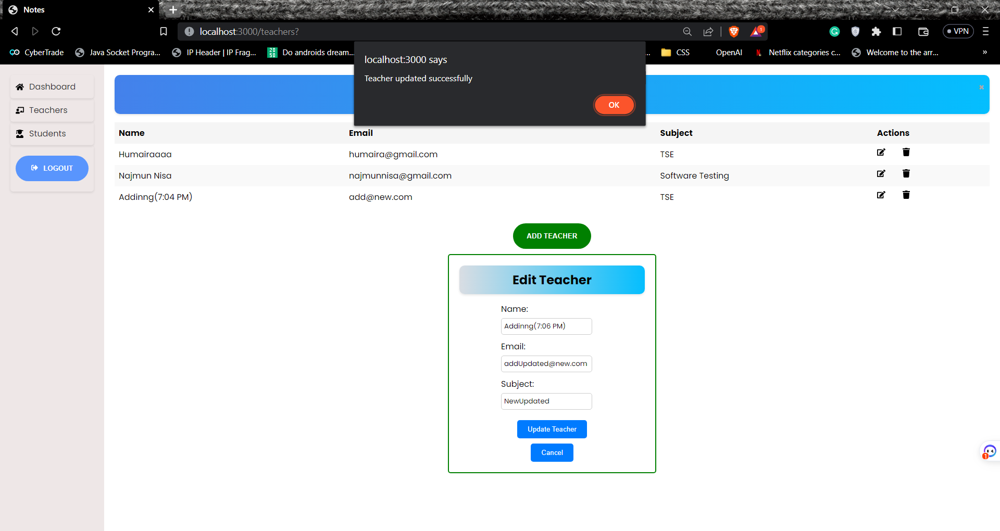 Notes
localhost:3000/teachers?
1
VPN
CyberTrade
Java Socket Progra...
IP Header | IP Frag...
20 50
Do androids dream...
...
CSS
OpenAI
Netflix categories c...
Welcome to the arr...
»
localhost:3000 says
Teacher updated successfully
OK
Dashboard
Teachers
Students
LOGOUT
Name Email Subject Actions
Humairaaaa humaira@gmail.com TSE
Najmun Nisa najmunnisa@gmail.com Software Testing
Addinng(7:04 PM) add@new.com TSE
ADD TEACHER
Edit Teacher
Name:
Addinng(7:06 PM)
Email:
addUpdated@new.com
Subject:
NewUpdated
Update Teacher
Cancel
1